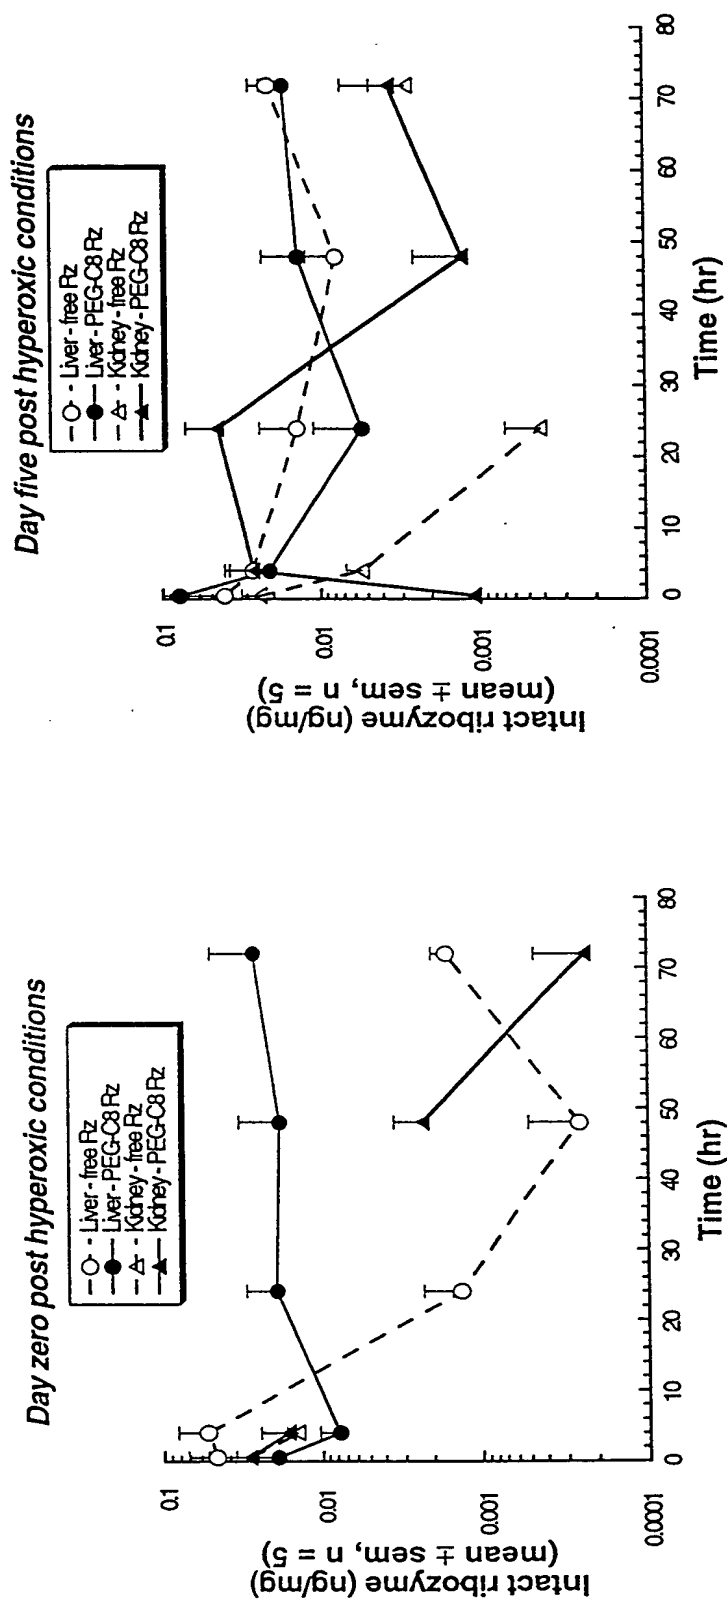 Day zero post hyperoxic conditions
Liver - free Rz
Liver - PEG-C8 Rz
Kidney - free Rz
Kidney - PEG-C8 Rz
Intact ribozyme (ng/mg)
(mean ± sem, n = 5)
0.1
0.01
0.001
0.0001
0 10 20 30 40 50 60 70 80
Time (hr)
Day five post hyperoxic conditions
Liver - free Rz
Liver - PEG-C8 Rz
Kidney - free Rz
Kidney - PEG-C8 Rz
Intact ribozyme (ng/mg)
(mean ± sem, n = 5)
0.1
0.01
0.001
0.0001
0 10 20 30 40 50 60 70 80
Time (hr)